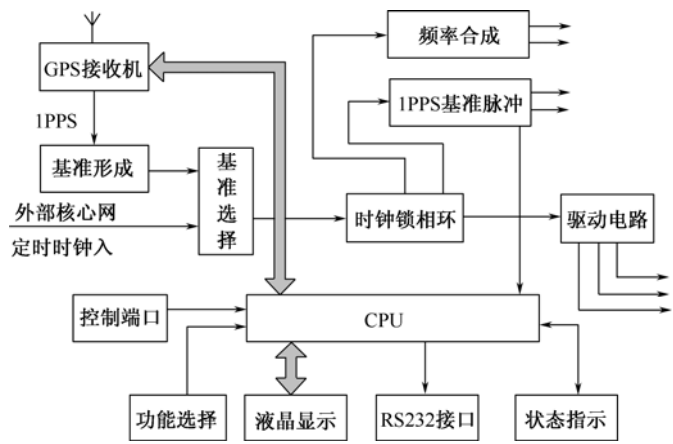 频率合成
GPS接收机
1PPS
1PPS基准脉冲
基准形成
基准选择
外部核心网
定时时钟入
时钟锁相环
驱动电路
控制端口
CPU
功能选择
液晶显示
RS232接口
状态指示